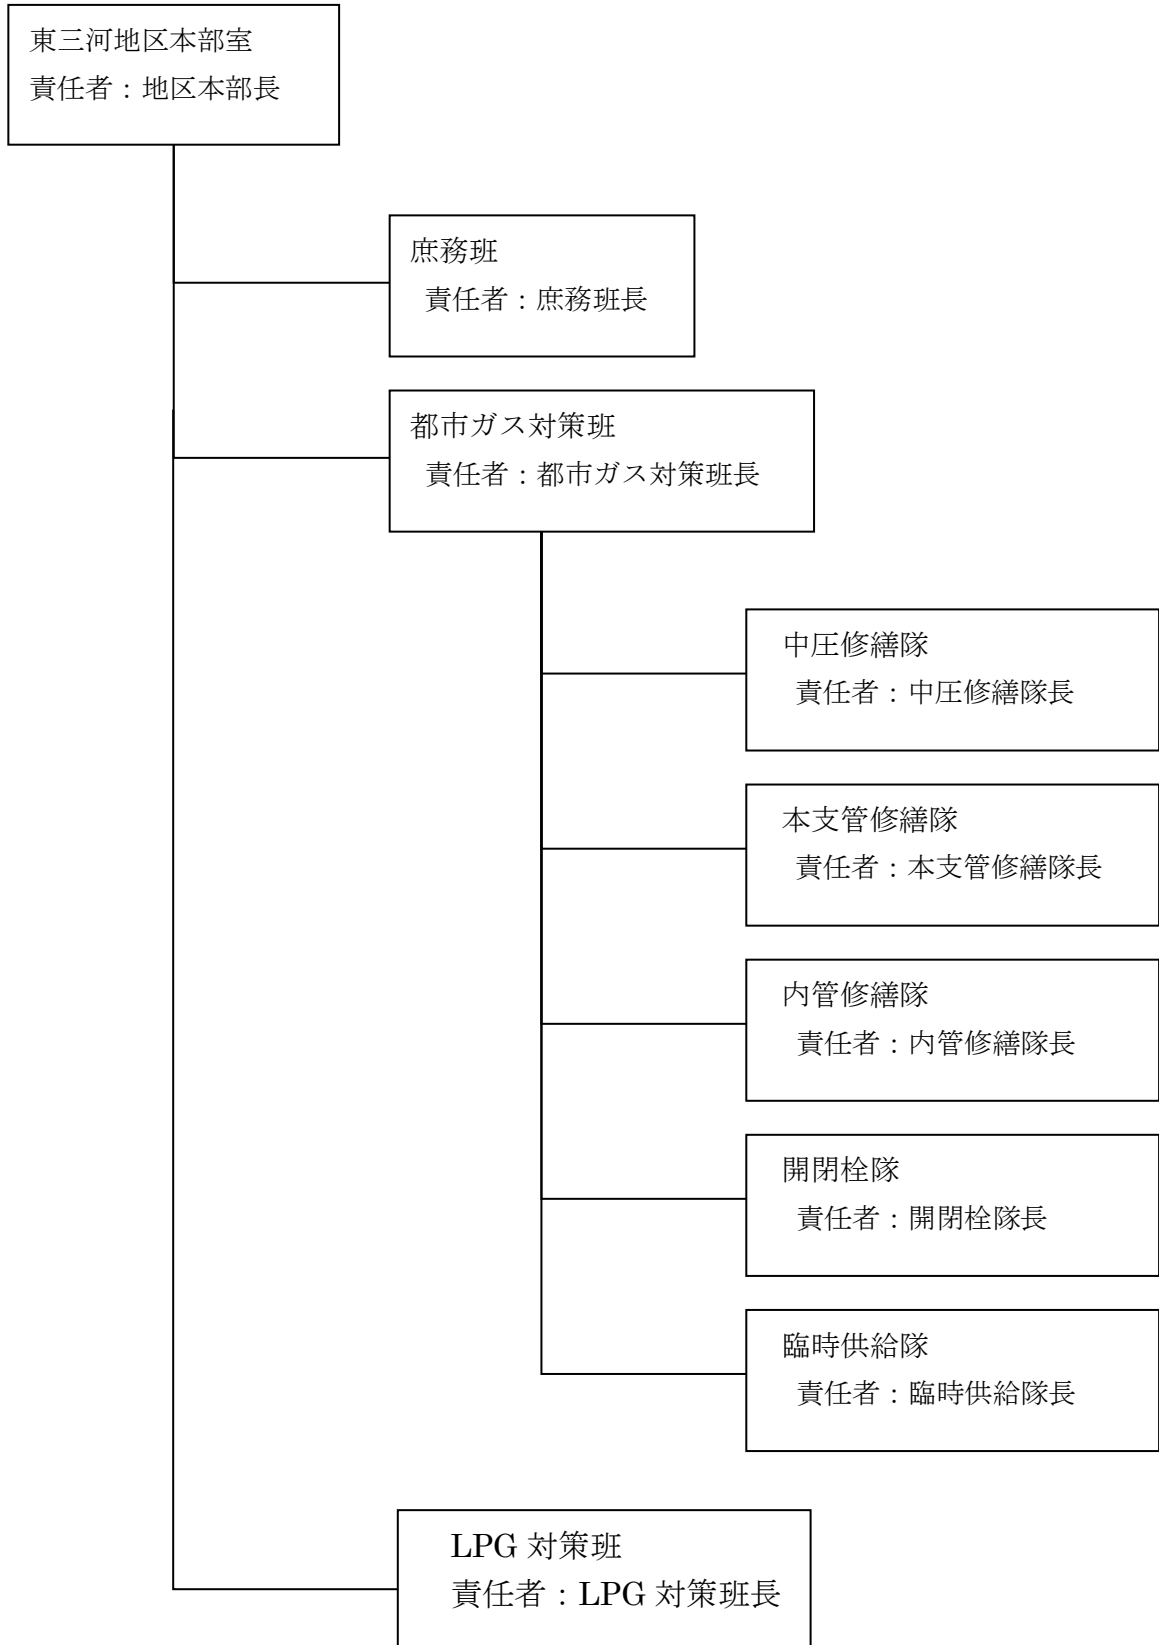 東三河地区本部室
責任者：地区本部長
庶務班
責任者：庶務班長
都市ガス対策班
責任者：都市ガス対策班長
中圧修繕隊
責任者：中圧修繕隊長
本支管修繕隊
責任者：本支管修繕隊長
内管修繕隊
責任者：内管修繕隊長
開閉栓隊
責任者：開閉栓隊長
臨時供給隊
責任者：臨時供給隊長
LPG 対策班
責任者：LPG 対策班長